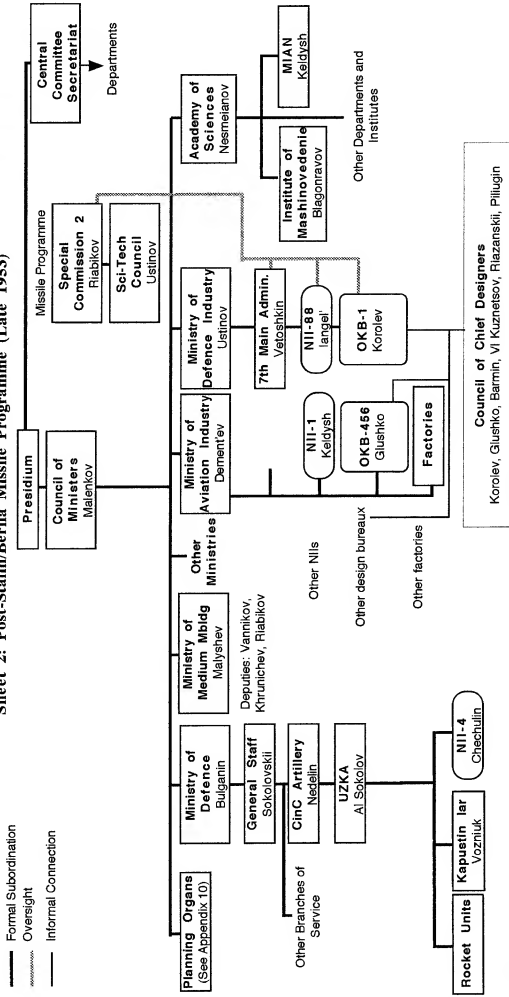 Sheet 2: Post-Stalin/Beriia Missile Programme (Late 1953)
Formal Subordination
Oversight
Informal Connection
Presidium
Council of
Ministers
Malenkov
Central
Committee
Secretariat
Departments
Missile Programme
Special
Commission 2
Riabikov
Sci-Tech
Council
Ustinov
Planning Organs
(See Appendix 10)
Ministry of
Defence
Bulganin
General Staff
Sokolovskii
Other Branches of
Service
CinC Artillery
Nedelin
UZKA
AI Sokolov
Rocket Units
Kapustin Iar
Vozniuk
NII-4
Chechulin
Ministry of
Medium Mbldg
Malyshev
Deputies: Vannikov,
Khrunichev, Riabikov
Other
Ministries
Ministry of
Aviation Industry
Dement'ev
NII-1
Keldysh
Other NIIs
OKB-456
Glushko
Other design bureaux
Factories
Other factories
Ministry of
Defence Industry
Ustinov
7th Main Admin.
Vetoshkin
NII-88
Iangel'
OKB-1
Korolev
Academy of
Sciences
Nesmeianov
Institute of
Mashinovedenie
Blagonravov
MIAN
Keldysh
Other Departments and
Institutes
Council of Chief Designers
Korolev, Glushko, Barmin, VI Kuznetsov, Riazanskii, Piliugin